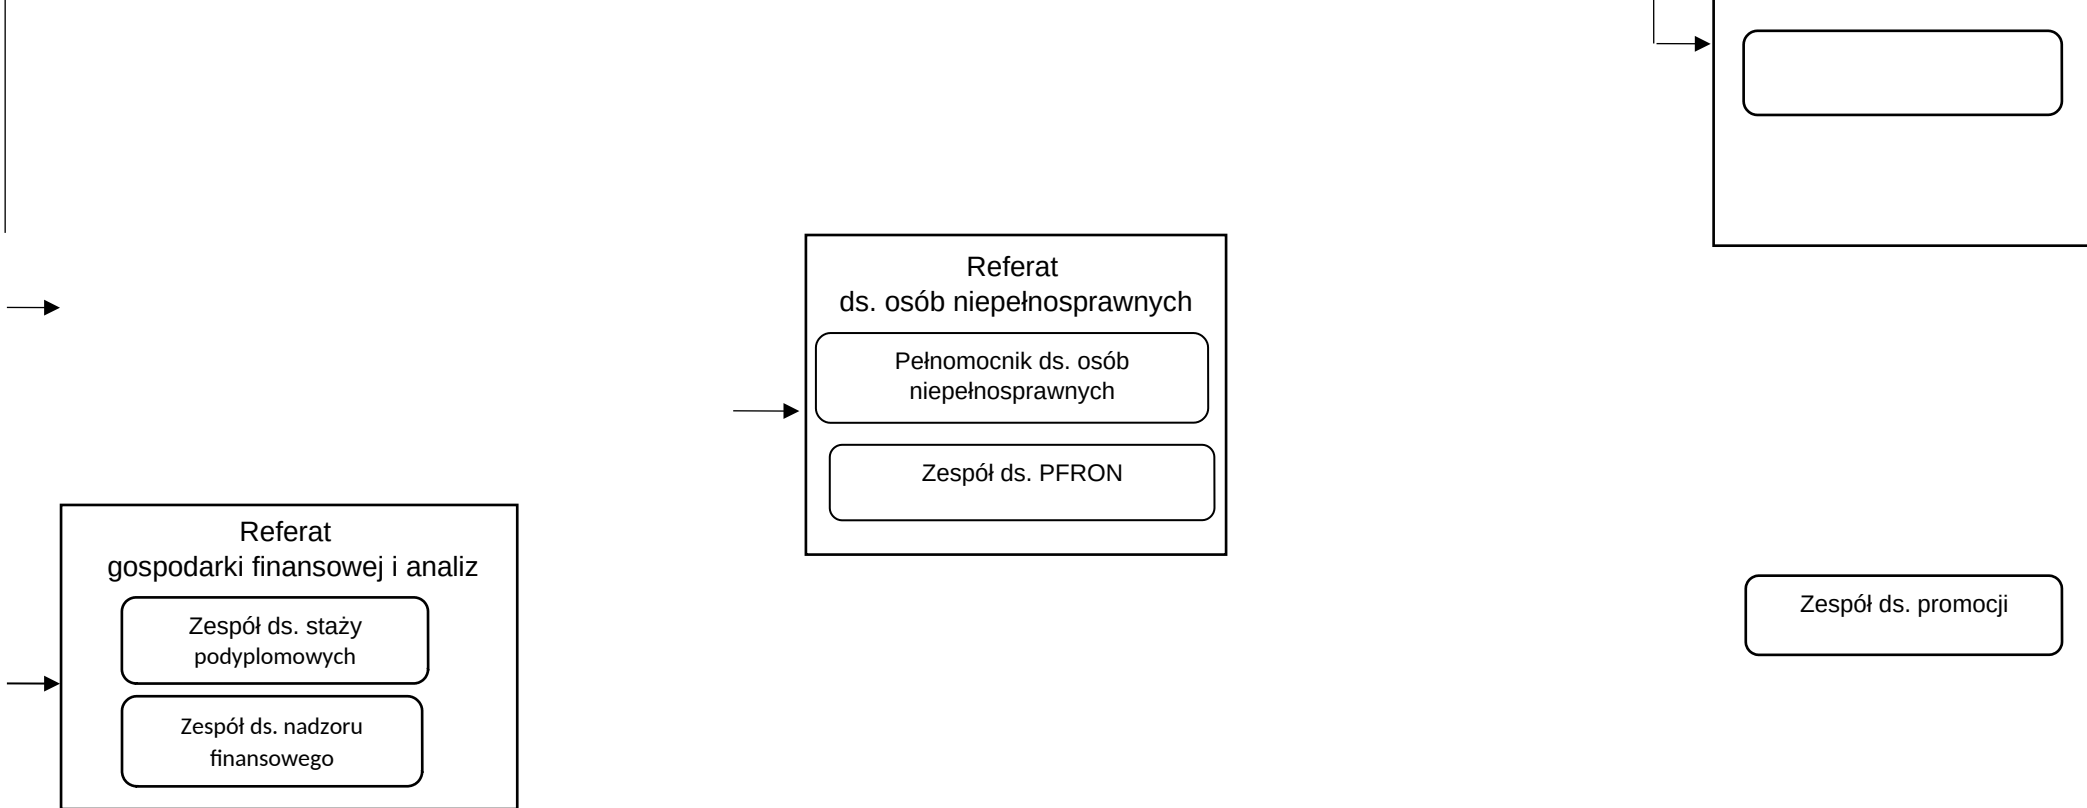 Referat
ds. osób niepełnosprawnych
Pełnomocnik ds. osób
niepełnosprawnych
Zespół ds. PFRON
Referat
gospodarki finansowej i analiz
Zespół ds. staży
podyplomowych
Zespół ds. nadzoru
finansowego
Zespół ds. promocji